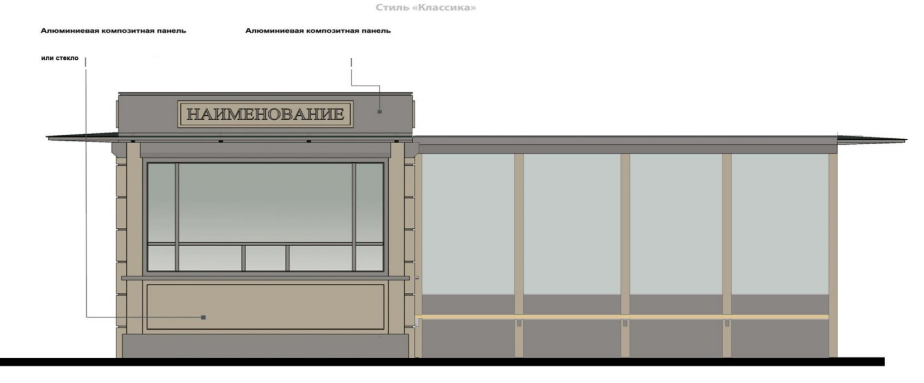 Стиль «Классика»
Алюминиевая композитная панель
Алюминиевая композитная панель
или стекло
НАИМЕНОВАНИЕ